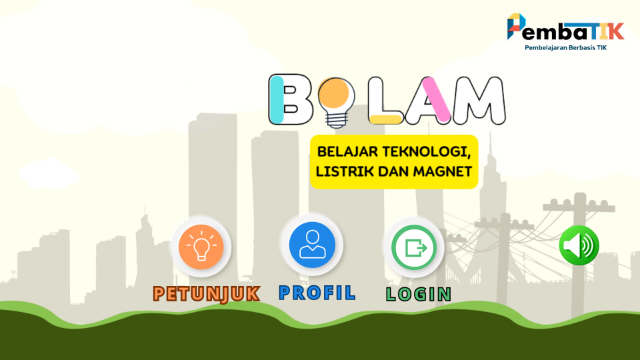 PembaTIK
Pembelajaran Berbasis TIK
BOLAM
BELAJAR TEKNOLOGI,
LISTRIK DAN MAGNET
PETUNJUK PROFIL LOGIN